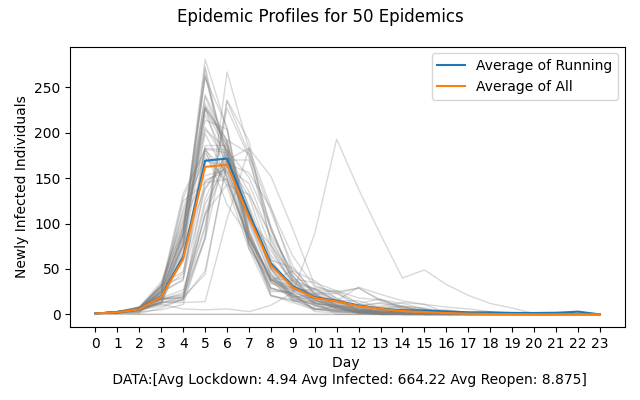 Epidemic Profiles for 50 Epidemics
Average of Running
Average of All
Newly Infected Individuals
250
200
150
100
50
0
0 1 2 3 4 5 6 7 8 9 10 11 12 13 14 15 16 17 18 19 20 21 22 23
Day
DATA:[Avg Lockdown: 4.94 Avg Infected: 664.22 Avg Reopen: 8.875]